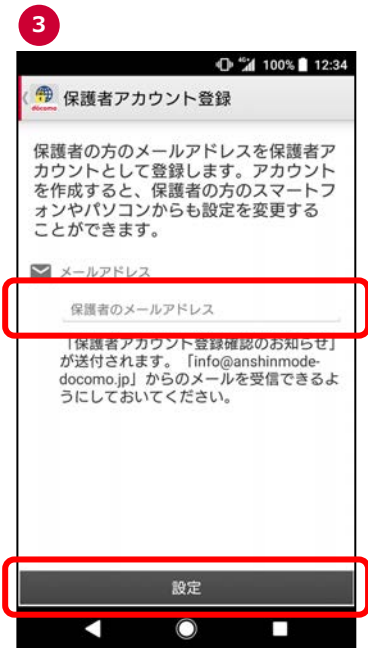 3
4G 100% 12:34
docomo 保護者アカウント登録
保護者の方のメールアドレスを保護者ア
カウントとして登録します。アカウント
を作成すると、保護者の方のスマートフ
ォンやパソコンからも設定を変更する
ことができます。
メールアドレス
保護者のメールアドレス
「保護者アカウント登録確認のお知らせ」
が送付されます。「info@anshinmode-
docomo.jp」からのメールを受信できるよ
うにしておいてください。
設定